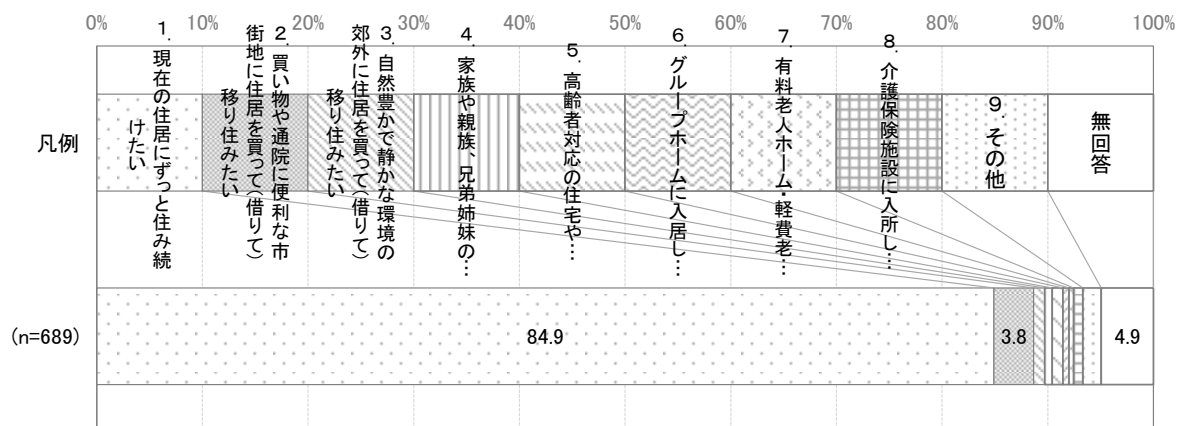 0% 10% 20% 30% 40% 50% 60% 70% 80% 90% 100%
凡例
１．現在の住居にずっと住み続
けたい
２．買い物や通院に便利な市
街地に住居を買って（借りて）
移り住みたい
３．自然豊かで静かな環境の
郊外に住居を買って（借りて）
移り住みたい
４．家族や親族、兄弟姉妹の…
５．高齢者対応の住宅や…
６．グループホームに入居し…
７．有料老人ホーム・軽費老…
８．介護保険施設に入所し…
９．その他
無回答
(n=689)
84.9
3.8
4.9